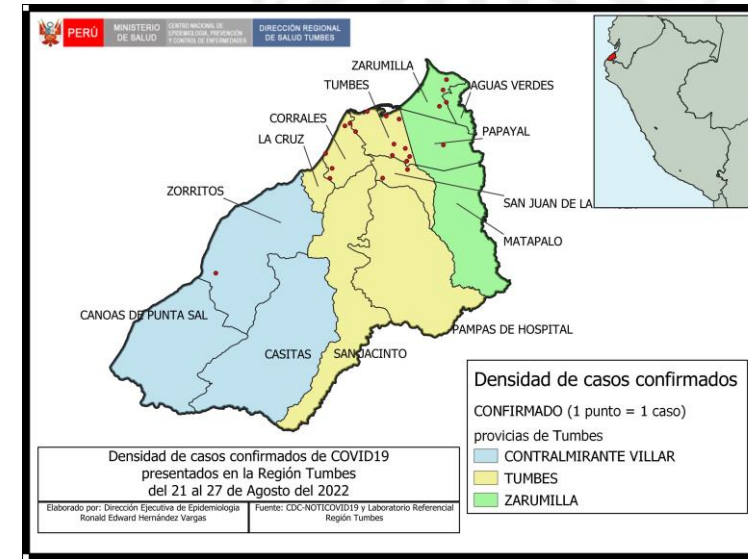 PERÚ
MINISTERIO
DE SALUD
CENTRO NACIONAL DE
EPIDEMIOLOGÍA, PREVENCIÓN
Y CONTROL DE ENFERMEDADES
DIRECCIÓN REGIONAL
DE SALUD TUMBES
ZARUMILLA
TUMBES
AGUAS VERDES
CORRALES
PAPAYAL
LA CRUZ
ZORRITOS
SAN JUAN DE LA
MATAPALO
CANOAS DE PUNTA SAL
PAMPAS DE HOSPITAL
CASITAS
SAN JACINTO
Densidad de casos confirmados
CONFIRMADO (1 punto = 1 caso)
provicias de Tumbes
CONTRALMIRANTE VILLAR
TUMBES
ZARUMILLA
Densidad de casos confirmados de COVID19
presentados en la Región Tumbes
del 21 al 27 de Agosto del 2022
Elaborado por: Dirección Ejecutiva de Epidemiologia
Ronald Edward Hernández Vargas
Fuente: CDC-NOTICOVID19 y Laboratorio Referencial
Región Tumbes